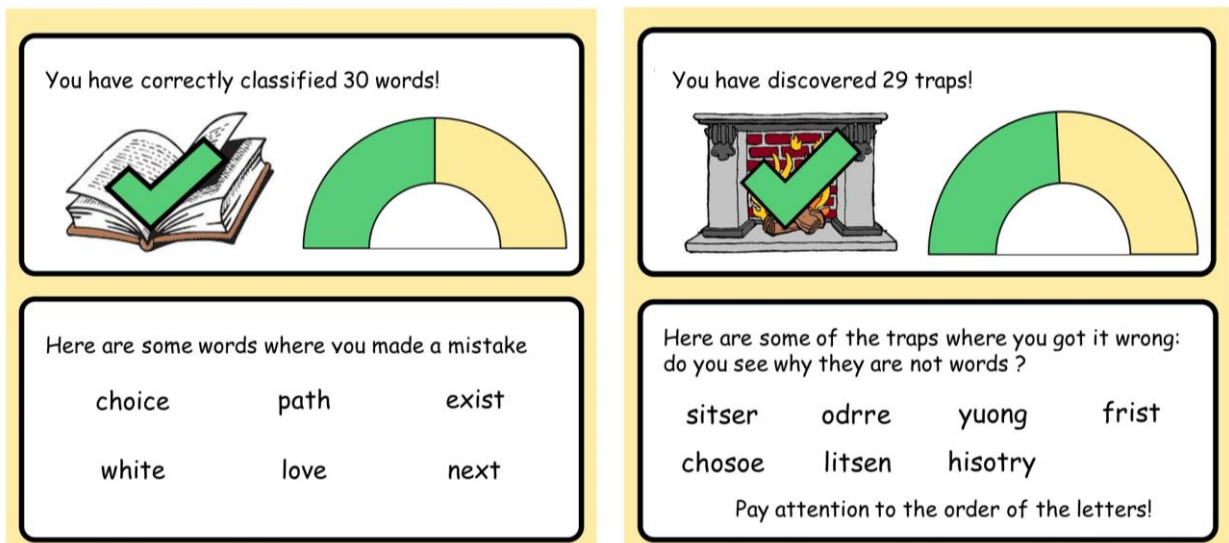 You have correctly classified 30 words!
Here are some words where you made a mistake
choice path exist
white love next
You have discovered 29 traps!
Here are some of the traps where you got it wrong:
do you see why they are not words ?
sitser odrre yuong frist
chosoe litsen hisotry
Pay attention to the order of the letters!